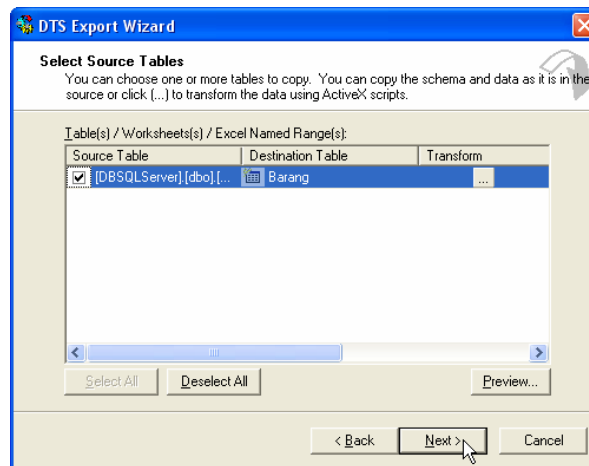 DTS Export Wizard
Select Source Tables
You can choose one or more tables to copy. You can copy the schema and data as it is in the
source or click (...) to transform the data using ActiveX scripts.
Table(s) / Worksheets(s) / Excel Named Range(s):
Source Table Destination Table Transform
[DBSQLServer].[dbo].[... Barang ...
Select All Deselect All Preview...
< Back Next > Cancel